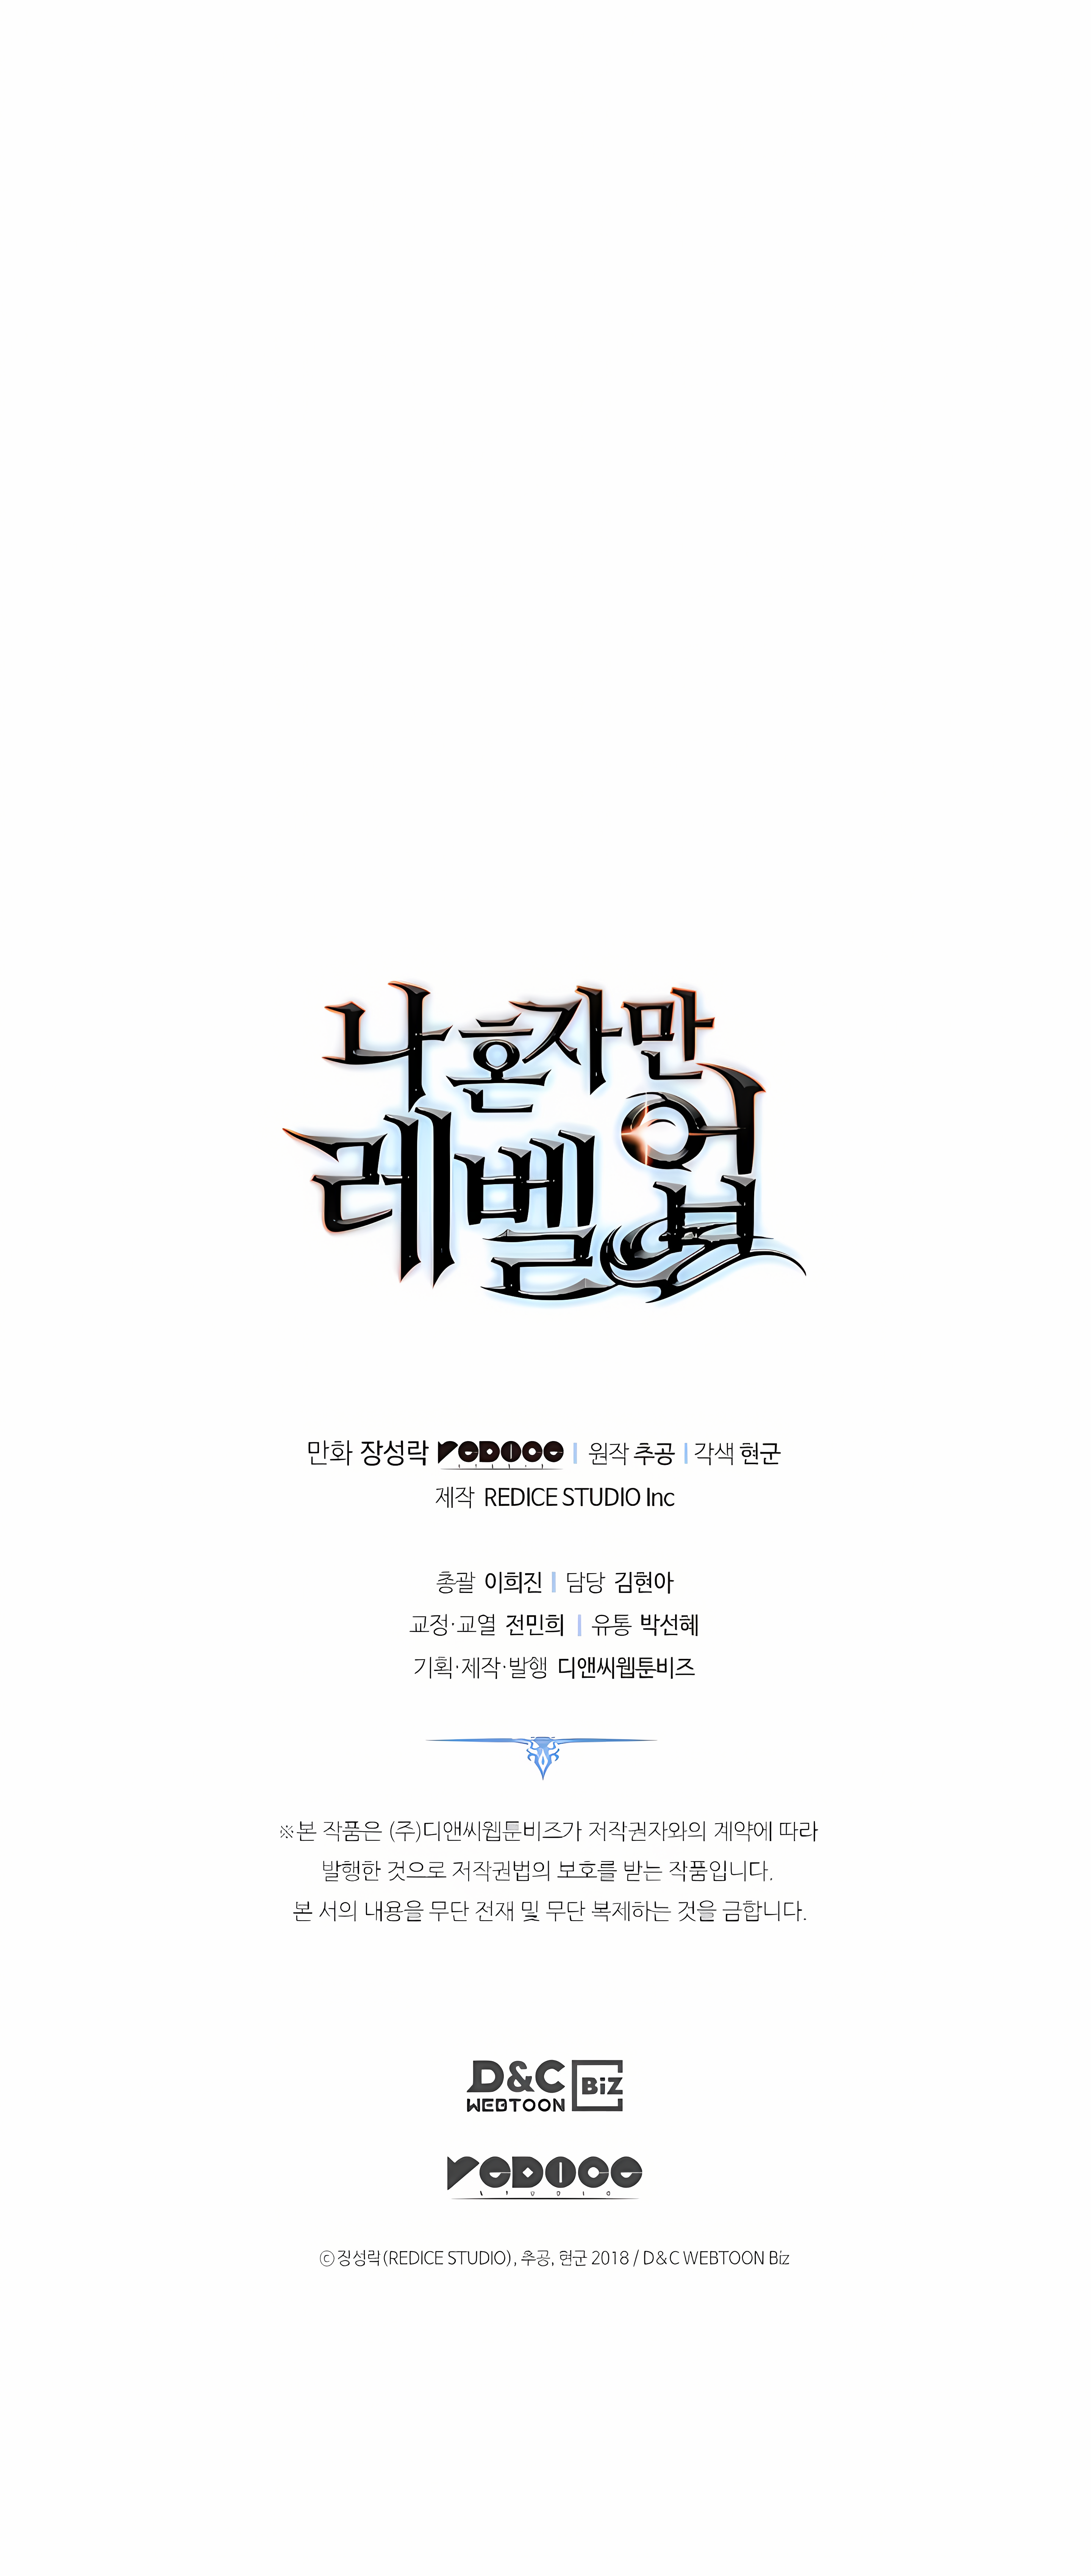 나 혼자만
레벨업
만화 장성락 REDICE STUDIO | 원작 추공 | 각색 현군
제작 REDICE STUDIO Inc
총괄 이희진 | 담당 김현아
교정·교열 전민희 | 유통 박선혜
기획·제작·발행 디앤씨웹툰비즈
※본 작품은 (주)디앤씨웹툰비즈가 저작권자와의 계약에 따라
발행한 것으로 저작권법의 보호를 받는 작품입니다.
본 서의 내용을 무단 전재 및 무단 복제하는 것을 금합니다.
D&C BiZ
WEBTOON
REDICE
STUDIO
ⓒ장성락(REDICE STUDIO), 추공, 현군 2018 / D&C WEBTOON Biz